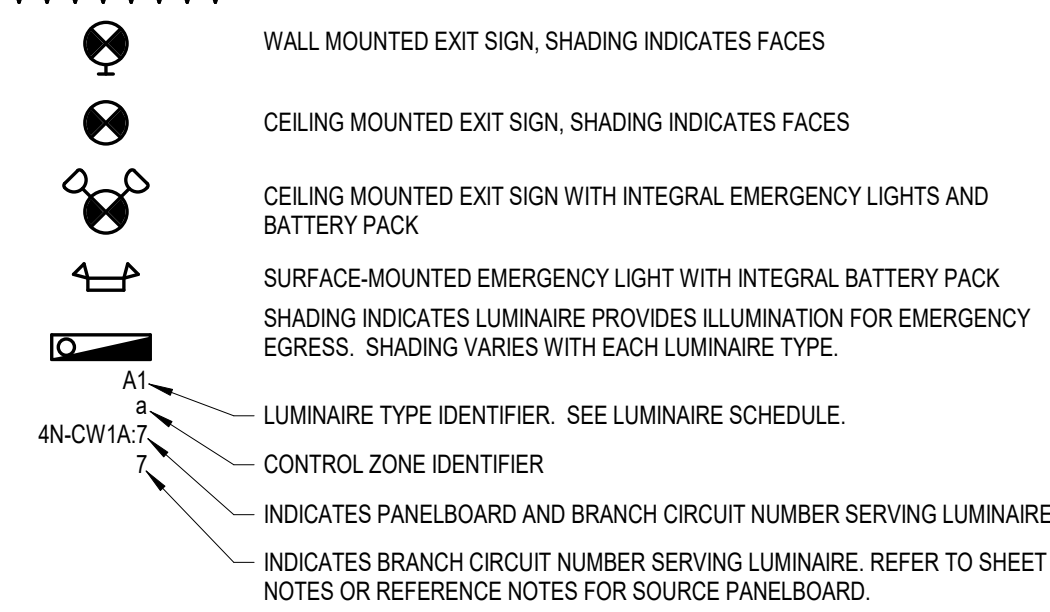 WALL MOUNTED EXIT SIGN, SHADING INDICATES FACES
CEILING MOUNTED EXIT SIGN, SHADING INDICATES FACES
CEILING MOUNTED EXIT SIGN WITH INTEGRAL EMERGENCY LIGHTS AND
BATTERY PACK
SURFACE-MOUNTED EMERGENCY LIGHT WITH INTEGRAL BATTERY PACK
SHADING INDICATES LUMINAIRE PROVIDES ILLUMINATION FOR EMERGENCY
EGRESS. SHADING VARIES WITH EACH LUMINAIRE TYPE.
A1
a
4N-CW1A:7
7
LUMINAIRE TYPE IDENTIFIER. SEE LUMINAIRE SCHEDULE.
CONTROL ZONE IDENTIFIER
INDICATES PANELBOARD AND BRANCH CIRCUIT NUMBER SERVING LUMINAIRE
INDICATES BRANCH CIRCUIT NUMBER SERVING LUMINAIRE. REFER TO SHEET
NOTES OR REFERENCE NOTES FOR SOURCE PANELBOARD.